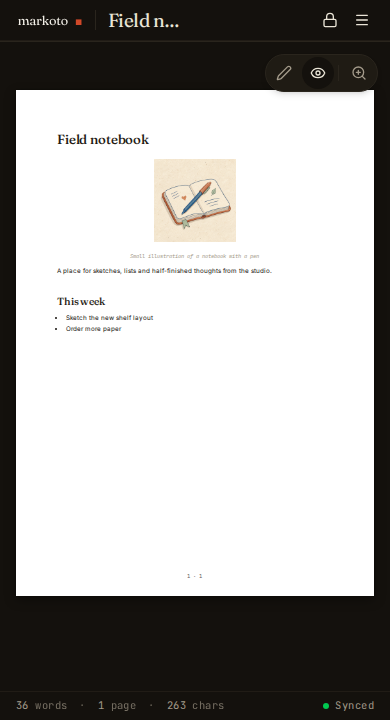 markoto
Field n...
Field notebook
Small illustration of a notebook with a pen
A place for sketches, lists and half-finished thoughts from the studio.
This week
• Sketch the new shelf layout
• Order more paper
1 - 1
36 words · 1 page · 263 chars
Synced